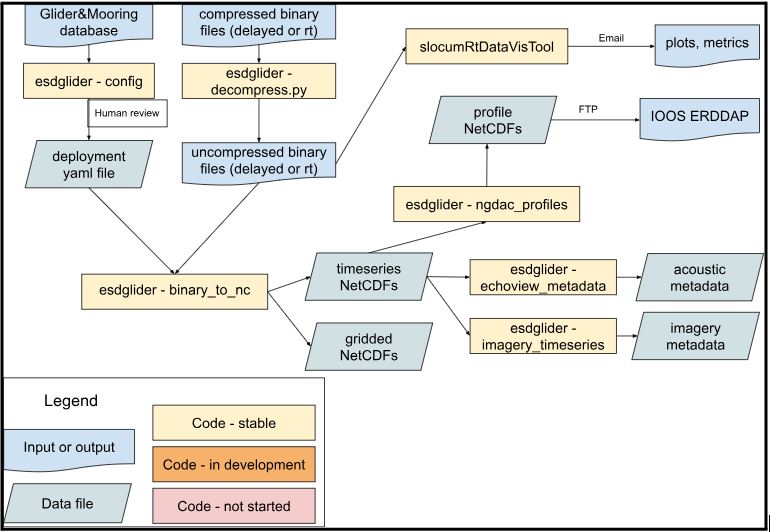 Glider&Mooring
database
compressed binary
files (delayed or rt)
slocumRtDataVisTool
Email
plots, metrics
esdglider - config
esdglider -
decompress.py
Human review
profile
NetCDFs
FTP
IOOS ERDDAP
deployment
yaml file
uncompressed binary
files (delayed or rt)
esdglider - ngdac_profiles
esdglider - binary_to_nc
timeseries
NetCDFs
esdglider -
echoview_metadata
acoustic
metadata
gridded
NetCDFs
esdglider -
imagery_timeseries
imagery
metadata
Legend
Input or output
Data file
Code - stable
Code - in development
Code - not started